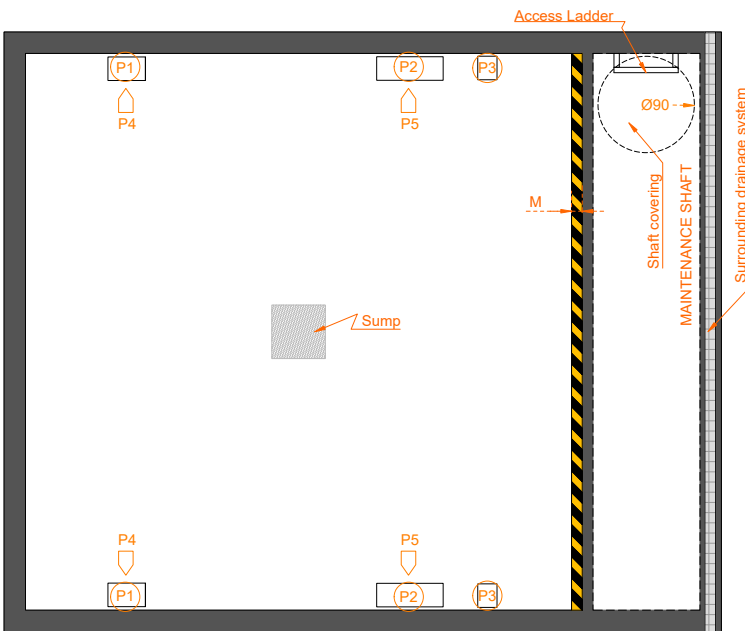 Access Ladder
P1
P2
P3
P4
P5
Ø90
M
Shaft covering
MAINTENANCE SHAFT
Surrounding drainage system
Sump
P4
P5
P1
P2
P3